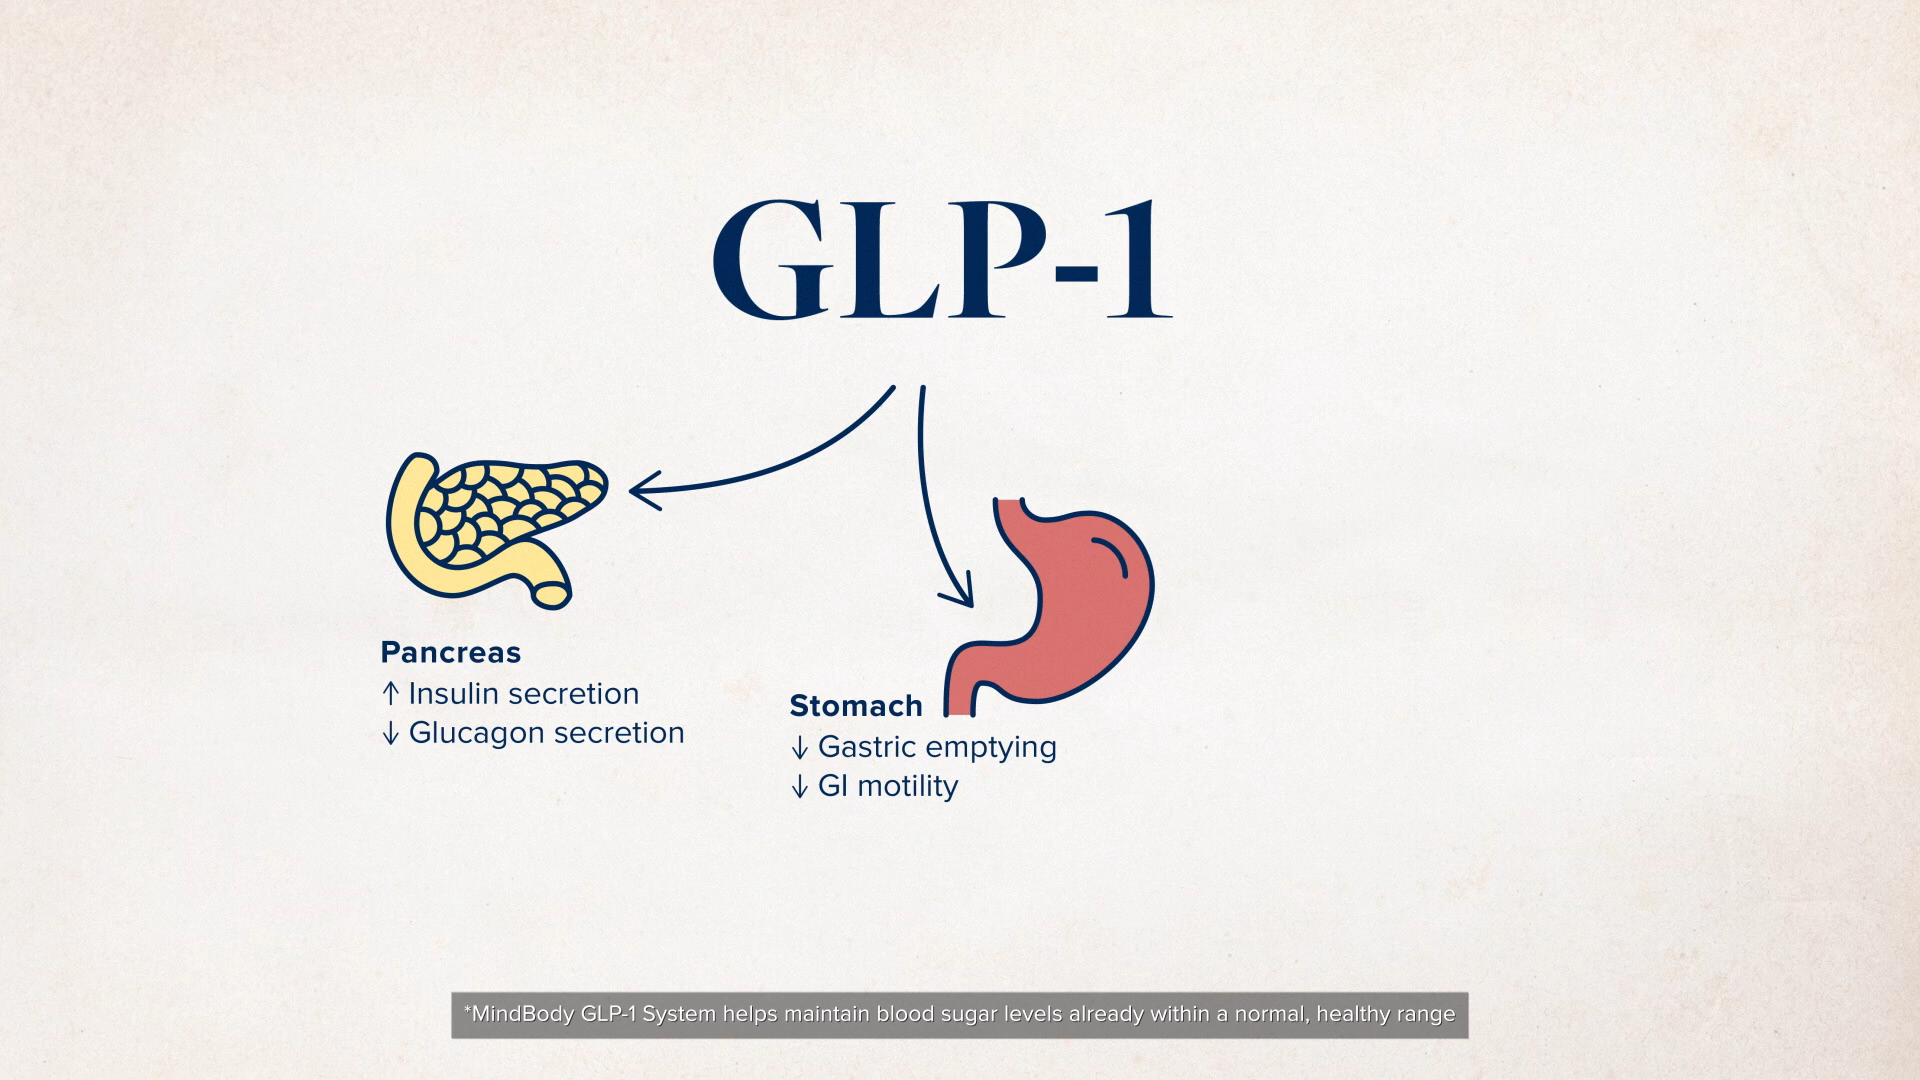 GLP-1
Pancreas
↑ Insulin secretion
↓ Glucagon secretion
Stomach
↓ Gastric emptying
↓ GI motility
*MindBody GLP-1 System helps maintain blood sugar levels already within a normal, healthy range